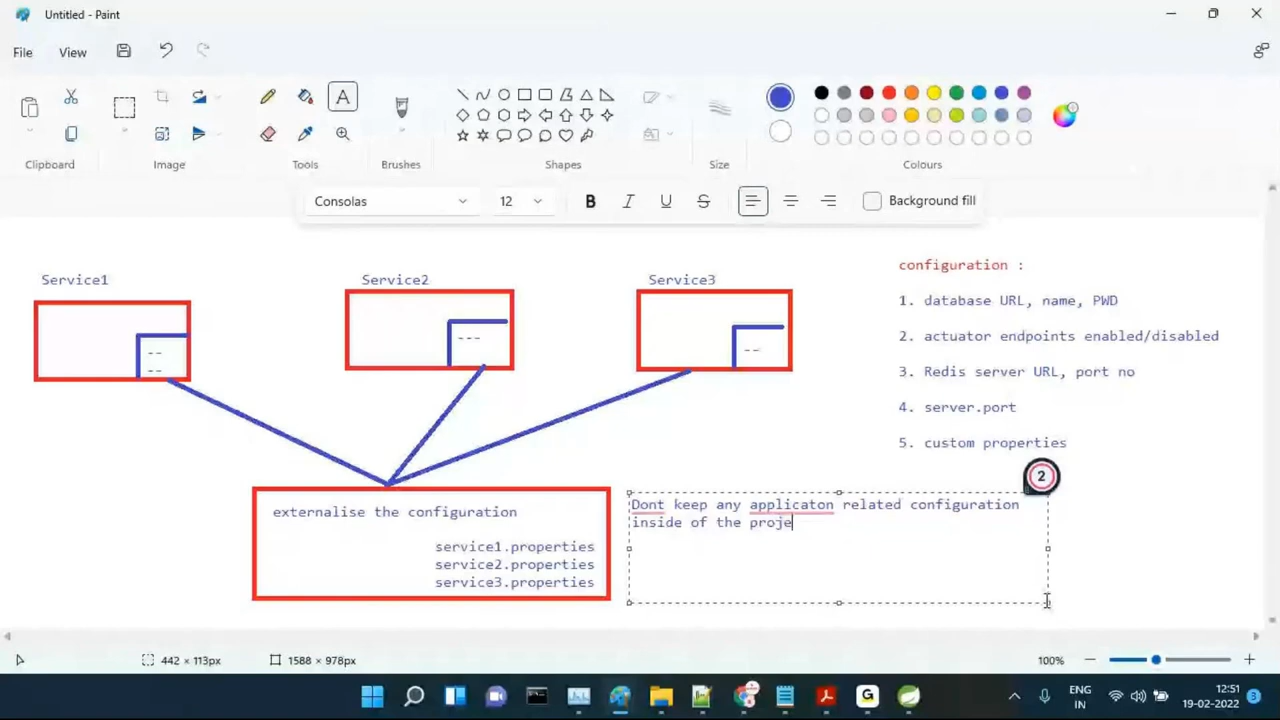 Untitled - Paint
File View
Clipboard
Image
Tools
Brushes
Shapes
Size
Colours
Consolas
12
B I U S
Background fill
Service1
Service2
Service3
--
--
---
--
configuration :
1. database URL, name, PWD
2. actuator endpoints enabled/disabled
3. Redis server URL, port no
4. server.port
5. custom properties
2
externalise the configuration
service1.properties
service2.properties
service3.properties
Dont keep any applicaton related configuration
inside of the proje
442 × 113px
1588 × 978px
100%
ENG
IN
12:51
19-02-2022
3